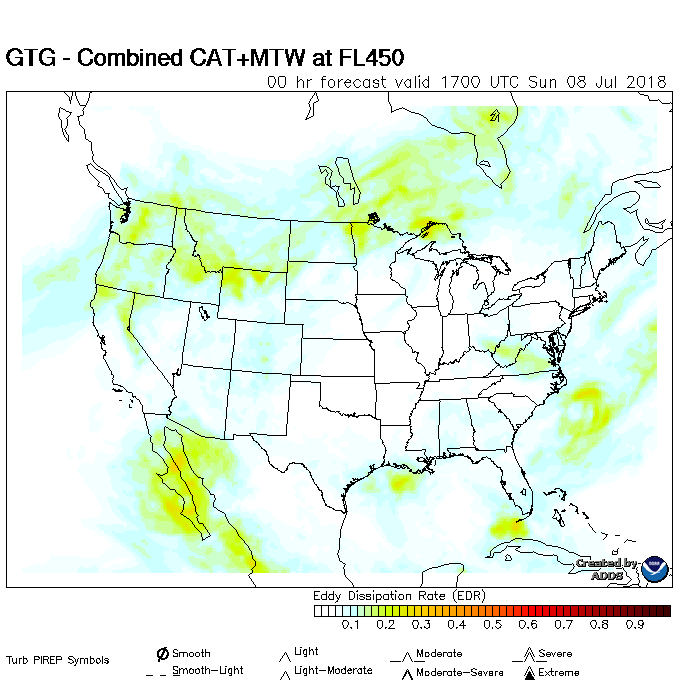 GTG - Combined CAT+MTW at FL450
00 hr forecast valid 1700 UTC Sun 08 Jul 2018
Created by
ADDS
Eddy Dissipation Rate (EDR)
0.1 0.2 0.3 0.4 0.5 0.6 0.7 0.8 0.9
Turb PIREP Symbols
Smooth Light Moderate Severe
Smooth-Light Light-Moderate Moderate-Severe Extreme